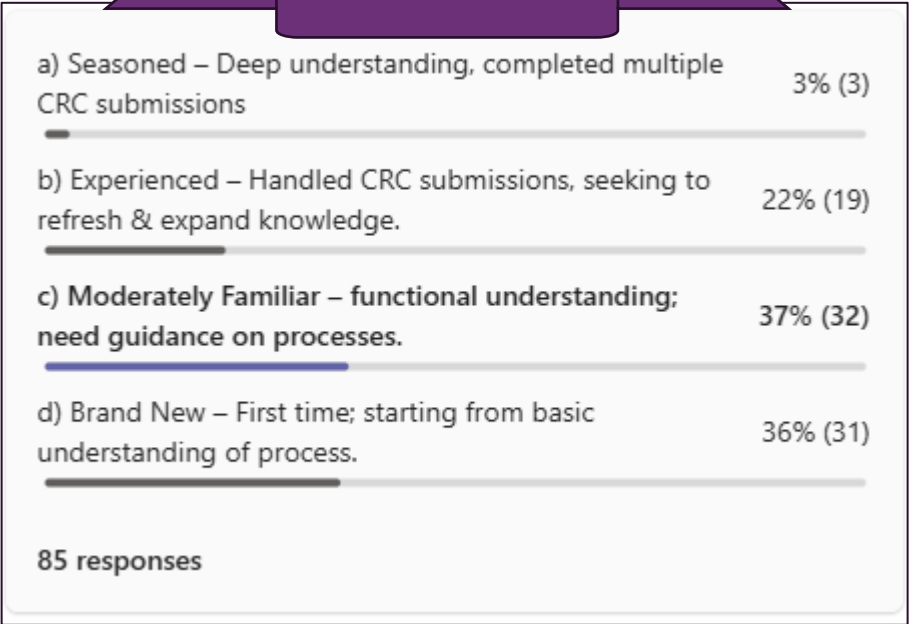 a) Seasoned – Deep understanding, completed multiple
CRC submissions
3% (3)
b) Experienced – Handled CRC submissions, seeking to
refresh & expand knowledge.
22% (19)
c) Moderately Familiar – functional understanding;
need guidance on processes.
37% (32)
d) Brand New – First time; starting from basic
understanding of process.
36% (31)
85 responses